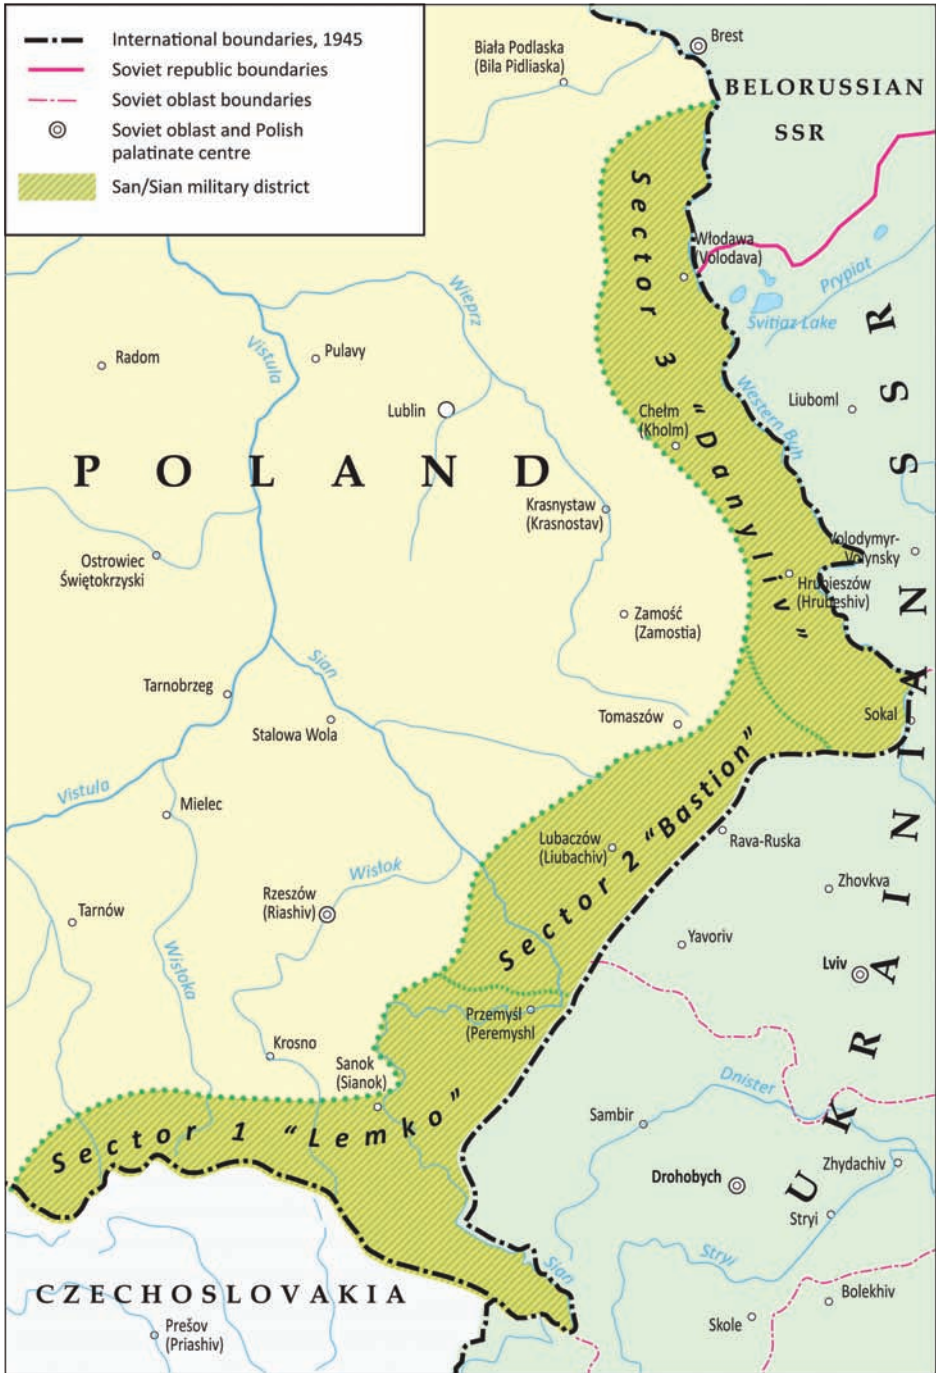 International boundaries, 1945
Soviet republic boundaries
Soviet oblast boundaries
Soviet oblast and Polish
palatinate centre
San/Sian military district
Biała Podlaska
(Bila Pidliaska)
Brest
BELORUSSIAN
SSR
Sector 3 "Danyliv"
Włodawa
(Volodava)
Prypiat
Svitiaz Lake
Wieprz
Vistula
Radom
Pulavy
Lublin
Liuboml
Western Buh
Chełm
(Kholm)
POLAND
Krasnystaw
(Krasnostav)
Volodymyr-
Volynsky
Ostrowiec
Świętokrzyski
Hrubieszów
(Hrubeshiv)
Zamość
(Zamostia)
Sian
Tarnobrzeg
Stalowa Wola
Tomaszów
Sokal
UKRAINIAN SSR
Vistula
Mielec
Sector 2 "Bastion"
Lubaczów
(Liubachiv)
Rava-Ruska
Wisłok
Rzeszów
(Riashiv)
Zhovkva
Tarnów
Yavoriv
Wisłoka
Lviv
Przemyśl
(Peremyshl
Krosno
Sanok
(Sianok)
Dnister
Sambir
Sector 1 "Lemko"
Zhydachiv
Drohobych
Stryi
Stryi
Sian
CZECHOSLOVAKIA
Bolekhiv
Skole
Prešov
(Priashiv)